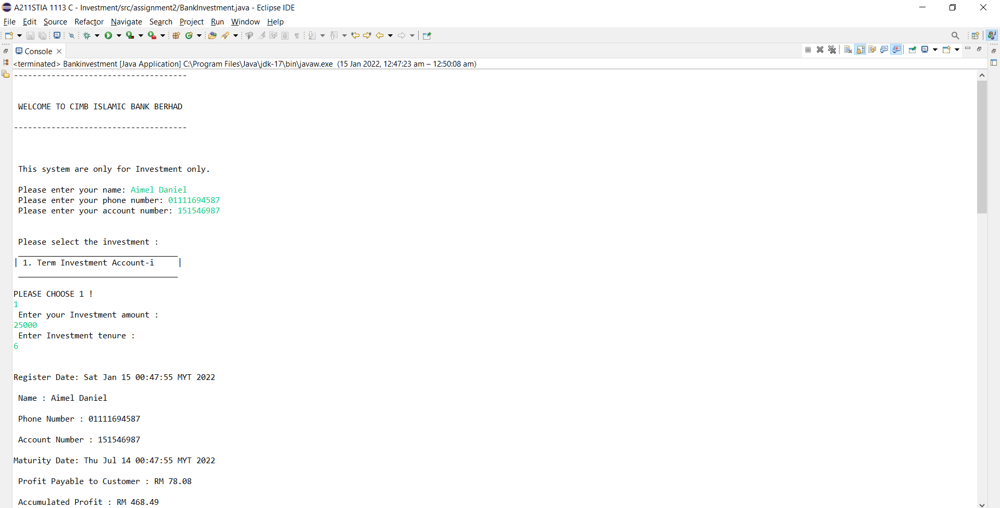 A211STIA 1113 C - Investment/src/assignment2/BankInvestment.java - Eclipse IDE
File Edit Source Refactor Navigate Search Project Run Window Help
Console
<terminated> Bankinvestment [Java Application] C:\Program Files\Java\jdk-17\bin\javaw.exe (15 Jan 2022, 12:47:23 am – 12:50:08 am)
-------------------------------------
WELCOME TO CIMB ISLAMIC BANK BERHAD
-------------------------------------
This system are only for Investment only.
Please enter your name: Aimel Daniel
Please enter your phone number: 01111694587
Please enter your account number: 151546987
Please select the investment :
__________________________________
| 1. Term Investment Account-i     |
__________________________________
PLEASE CHOOSE 1 !
1
Enter your Investment amount :
25000
Enter Investment tenure :
6
Register Date: Sat Jan 15 00:47:55 MYT 2022
Name : Aimel Daniel
Phone Number : 01111694587
Account Number : 151546987
Maturity Date: Thu Jul 14 00:47:55 MYT 2022
Profit Payable to Customer : RM 78.08
Accumulated Profit : RM 468.49